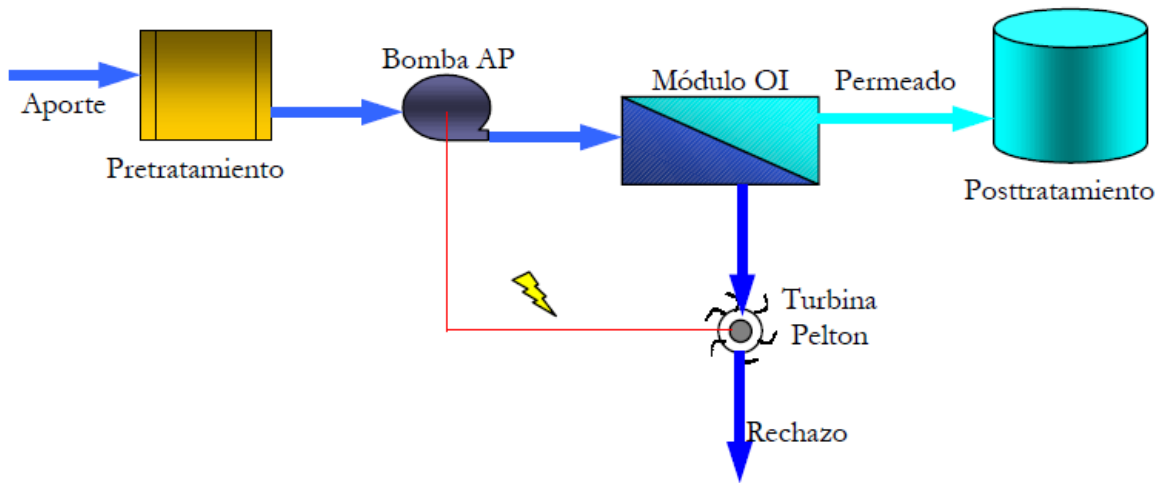 Aporte
Pretratamiento
Bomba AP
Módulo OI
Permeado
Posttratamiento
Turbina
Pelton
Rechazo